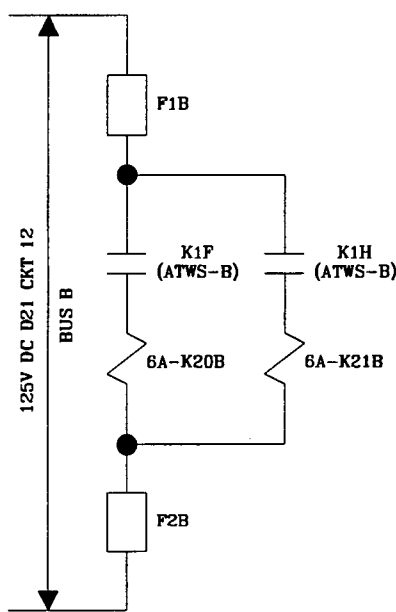 F1B
K1F
(ATWS-B)
K1H
(ATWS-B)
125V DC D21 CKT 12
BUS B
6A-K20B
6A-K21B
F2B